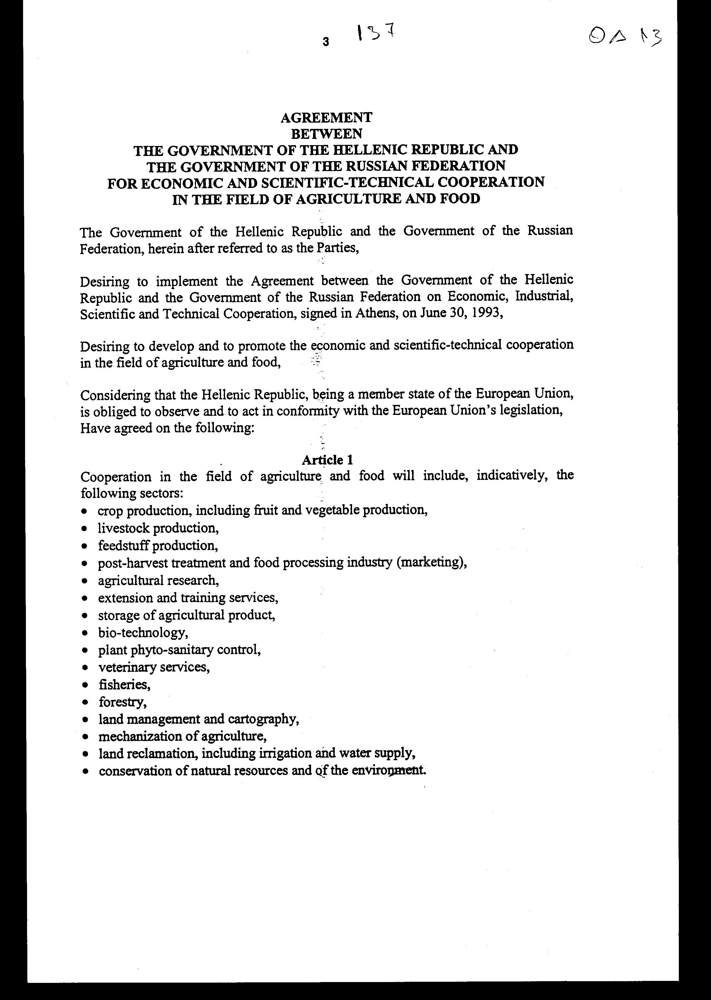 3
137
ΘΔ 13
AGREEMENT
BETWEEN
THE GOVERNMENT OF THE HELLENIC REPUBLIC AND
THE GOVERNMENT OF THE RUSSIAN FEDERATION
FOR ECONOMIC AND SCIENTIFIC-TECHNICAL COOPERATION
IN THE FIELD OF AGRICULTURE AND FOOD
The Government of the Hellenic Republic and the Government of the Russian
Federation, herein after referred to as the Parties,
Desiring to implement the Agreement between the Government of the Hellenic
Republic and the Government of the Russian Federation on Economic, Industrial,
Scientific and Technical Cooperation, signed in Athens, on June 30, 1993,
Desiring to develop and to promote the economic and scientific-technical cooperation
in the field of agriculture and food,
Considering that the Hellenic Republic, being a member state of the European Union,
is obliged to observe and to act in conformity with the European Union's legislation,
Have agreed on the following:
Article 1
Cooperation in the field of agriculture and food will include, indicatively, the
following sectors:
• crop production, including fruit and vegetable production,
• livestock production,
• feedstuff production,
• post-harvest treatment and food processing industry (marketing),
• agricultural research,
• extension and training services,
• storage of agricultural product,
• bio-technology,
• plant phyto-sanitary control,
• veterinary services,
• fisheries,
• forestry,
• land management and cartography,
• mechanization of agriculture,
• land reclamation, including irrigation and water supply,
• conservation of natural resources and of the environment.